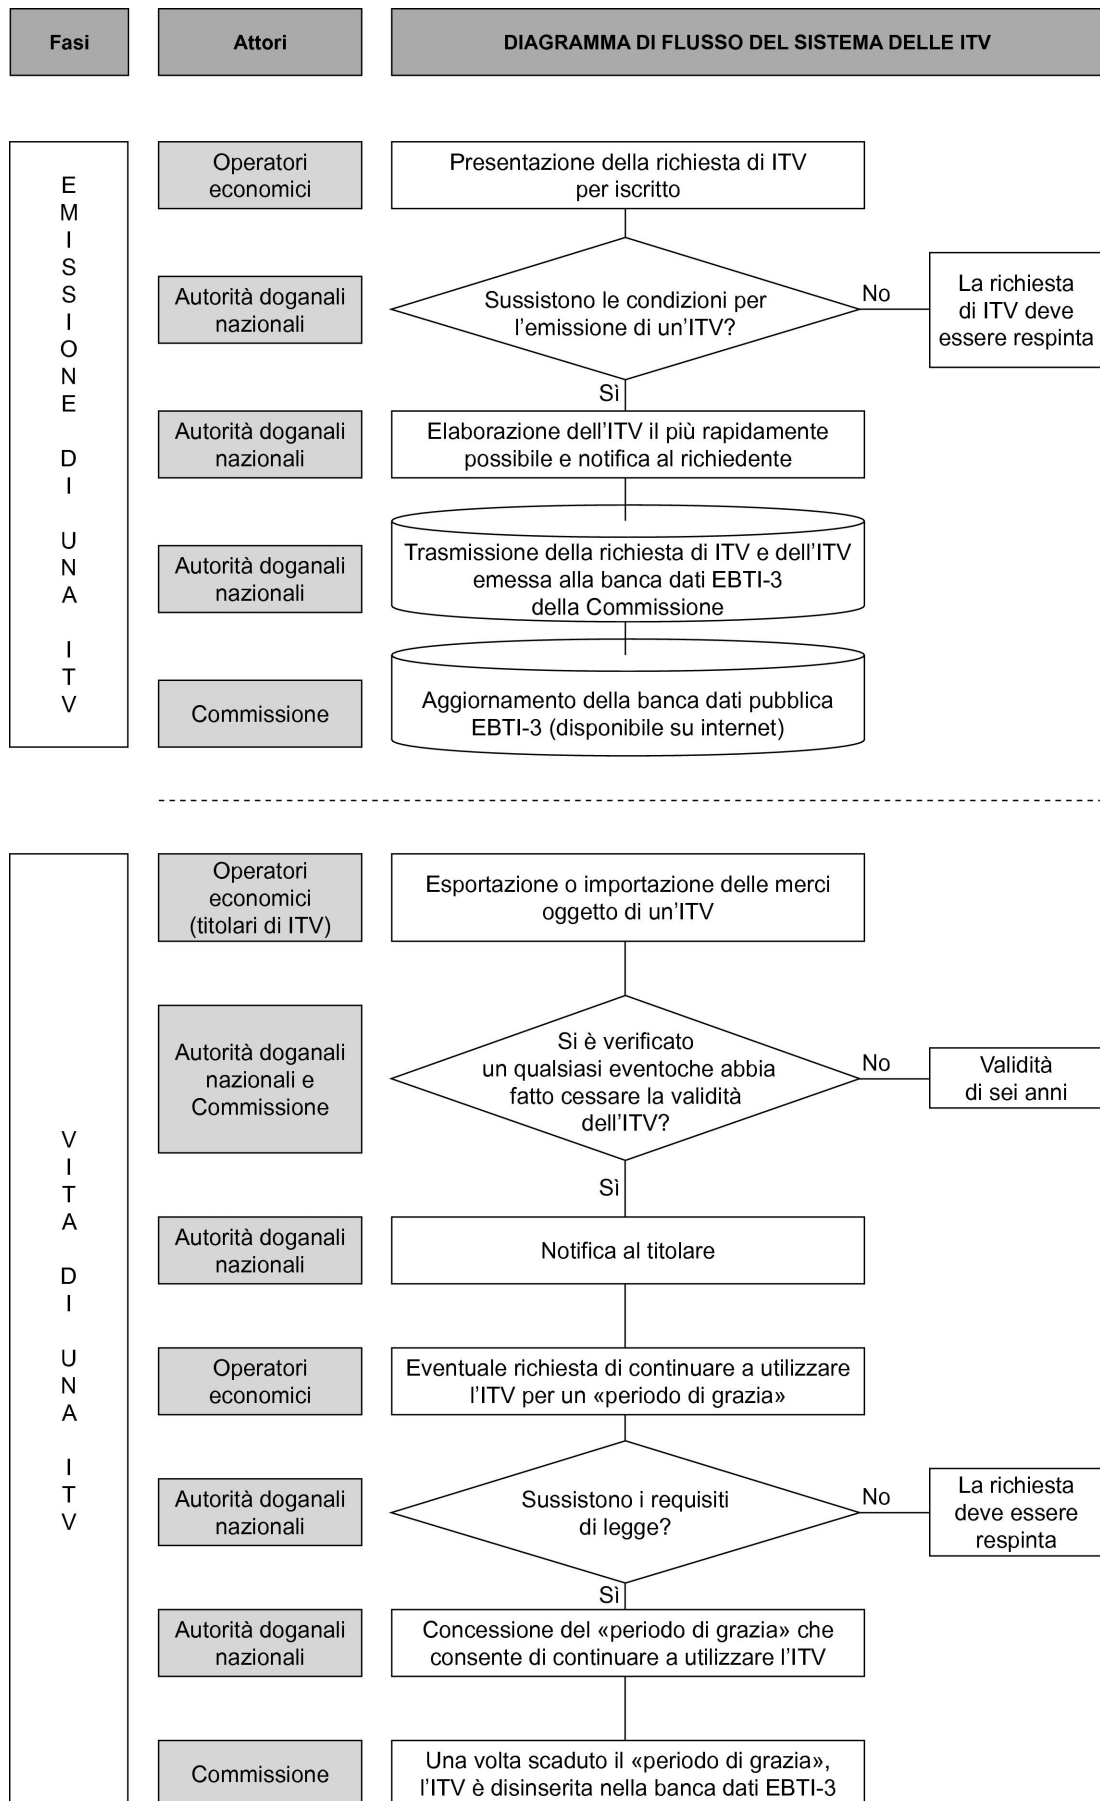 Fasi
Attori
DIAGRAMMA DI FLUSSO DEL SISTEMA DELLE ITV
EMISSIONE DI UNA ITV
Operatori
economici
Presentazione della richiesta di ITV
per iscritto
Autorità doganali
nazionali
Sussistono le condizioni per
l'emissione di un'ITV?
No
La richiesta
di ITV deve
essere respinta
Sì
Autorità doganali
nazionali
Elaborazione dell'ITV il più rapidamente
possibile e notifica al richiedente
Autorità doganali
nazionali
Trasmissione della richiesta di ITV e dell'ITV
emessa alla banca dati EBTI-3
della Commissione
Commissione
Aggiornamento della banca dati pubblica
EBTI-3 (disponibile su internet)
VITA DI UNA ITV
Operatori
economici
(titolari di ITV)
Esportazione o importazione delle merci
oggetto di un'ITV
Autorità doganali
nazionali e
Commissione
Si è verificato
un qualsiasi eventoche abbia
fatto cessare la validità
dell'ITV?
No
Validità
di sei anni
Sì
Autorità doganali
nazionali
Notifica al titolare
Operatori
economici
Eventuale richiesta di continuare a utilizzare
l'ITV per un «periodo di grazia»
Autorità doganali
nazionali
Sussistono i requisiti
di legge?
No
La richiesta
deve essere
respinta
Sì
Autorità doganali
nazionali
Concessione del «periodo di grazia» che
consente di continuare a utilizzare l'ITV
Commissione
Una volta scaduto il «periodo di grazia»,
l'ITV è disinserita nella banca dati EBTI-3